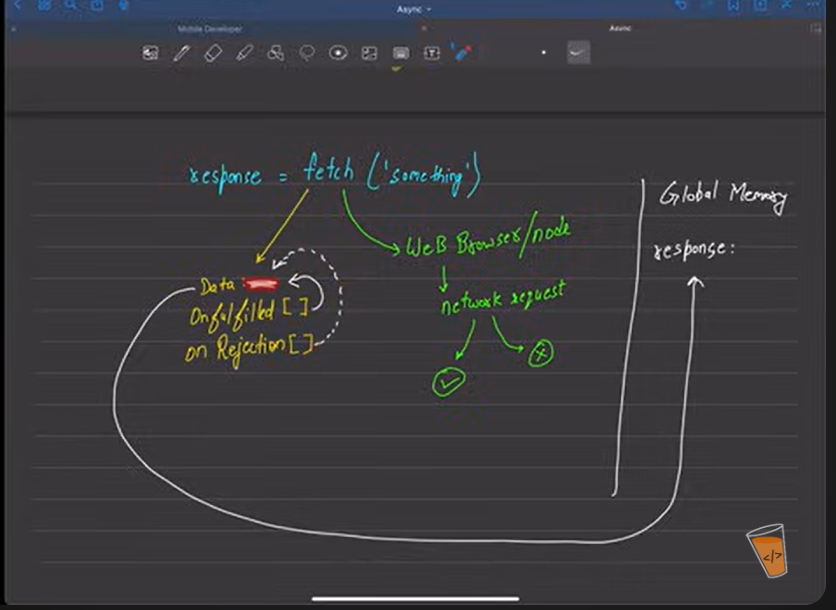 Async
Mobile Developer
Async
response = fetch ('something')
Global Memory
WeB Browser/node
response:
Data :
network request
Onfulfilled [ ]
on Rejection [ ]
</>